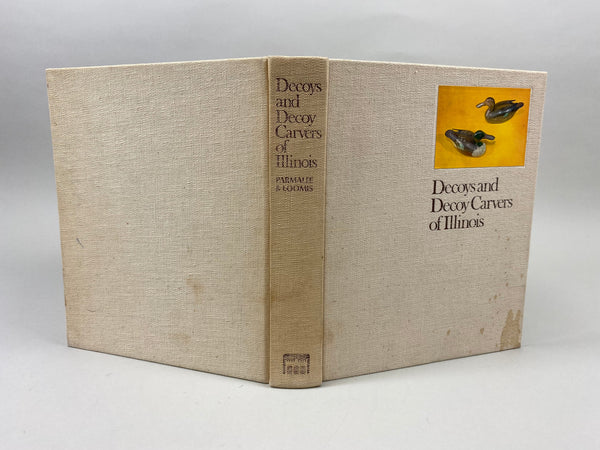 Decoys
and
Decoy
Carvers
of
Illinois
PARMALEE
& LOOMIS
Decoys and
Decoy Carvers
of Illinois